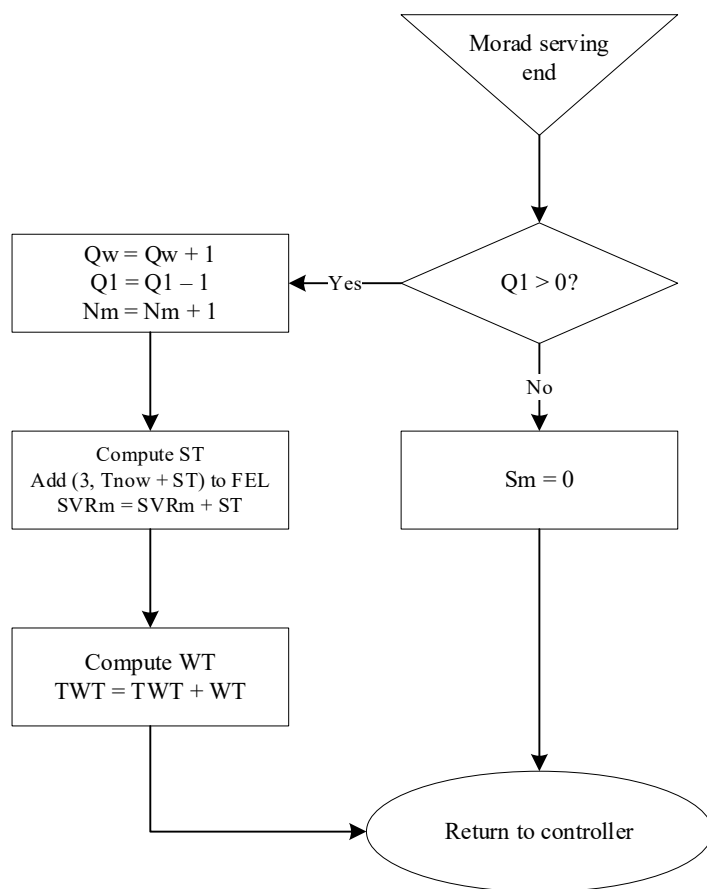 Morad serving
end
Q1 > 0?
Yes
Qw = Qw + 1
Q1 = Q1 – 1
Nm = Nm + 1
No
Compute ST
Add (3, Tnow + ST) to FEL
SVRm = SVRm + ST
Sm = 0
Compute WT
TWT = TWT + WT
Return to controller